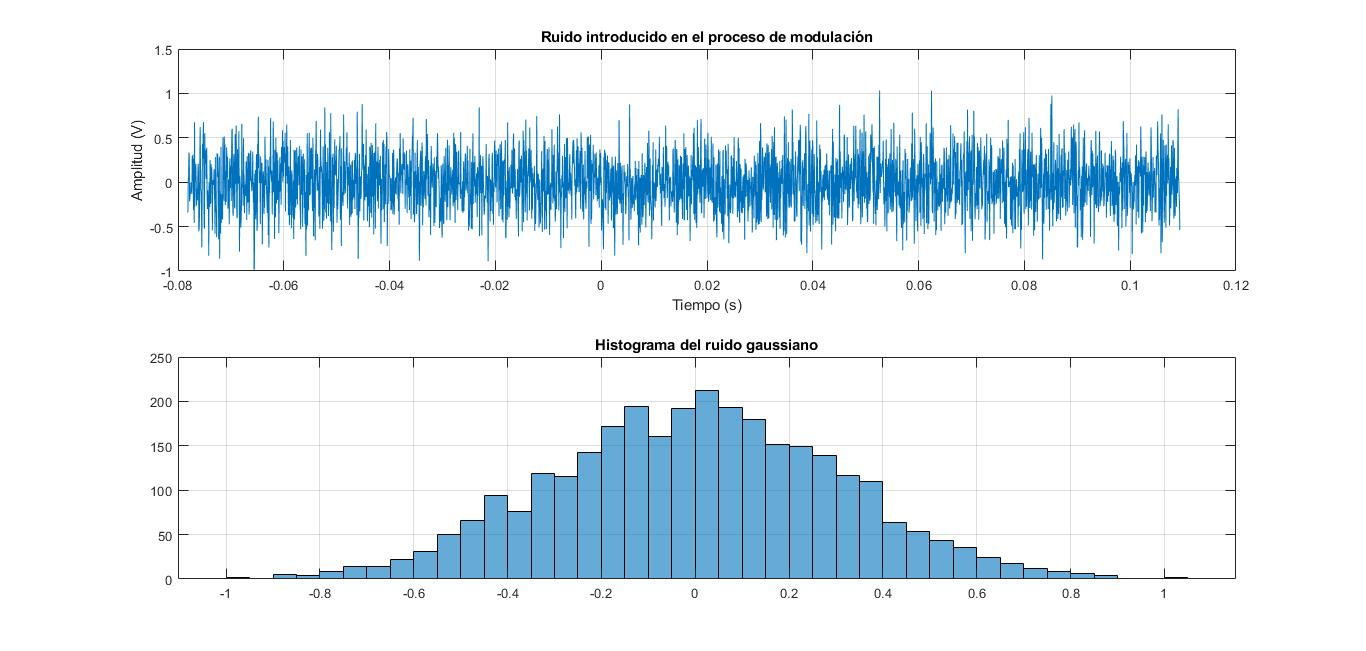 Ruido introducido en el proceso de modulación
1.5
1
0.5
0
-0.5
-1
Amplitud (V)
-0.08 -0.06 -0.04 -0.02 0 0.02 0.04 0.06 0.08 0.1 0.12
Tiempo (s)
Histograma del ruido gaussiano
250
200
150
100
50
0
-1 -0.8 -0.6 -0.4 -0.2 0 0.2 0.4 0.6 0.8 1